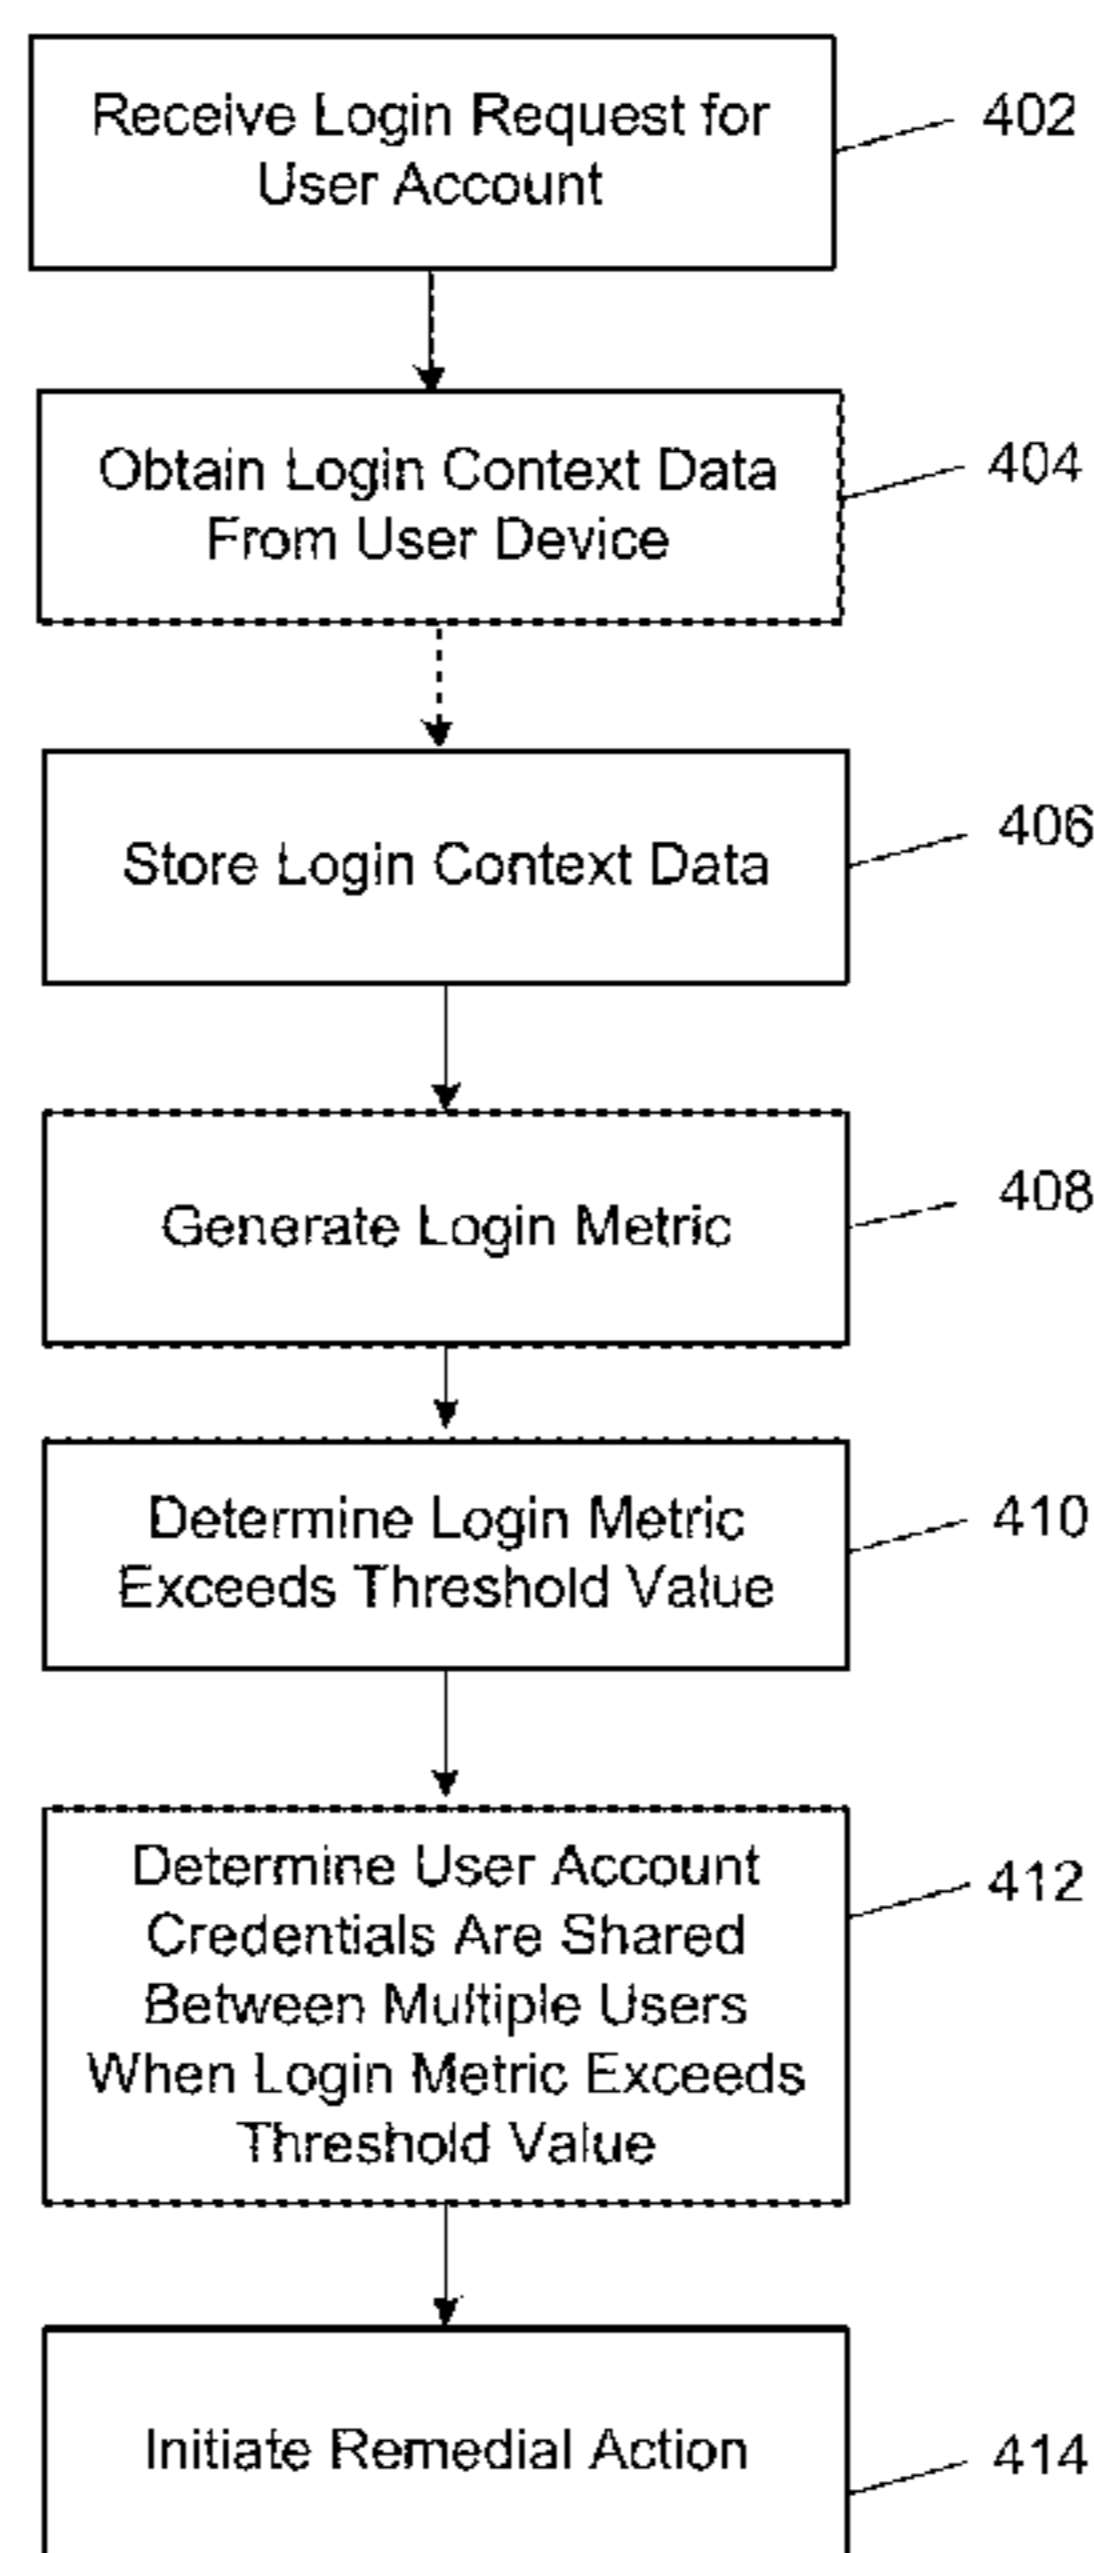 Receive Login Request for
User Account
402
Obtain Login Context Data
From User Device
404
Store Login Context Data
406
Generate Login Metric
408
Determine Login Metric
Exceeds Threshold Value
410
Determine User Account
Credentials Are Shared
Between Multiple Users
When Login Metric Exceeds
Threshold Value
412
Initiate Remedial Action
414